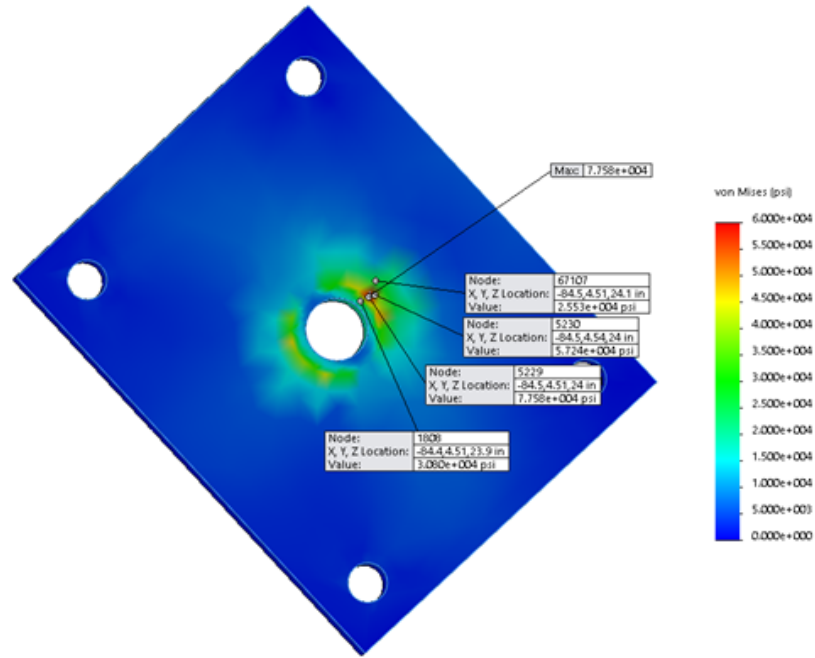 Max: 7.758e+004
von Mises (psi)
6.000e+004
5.500e+004
5.000e+004
4.500e+004
4.000e+004
3.500e+004
3.000e+004
2.500e+004
2.000e+004
1.500e+004
1.000e+004
5.000e+003
0.000e+000
Node: 67107
X, Y, Z Location: -84.5,4.51,24.1 in
Value: 2.553e+004 psi
Node: 5230
X, Y, Z Location: -84.5,4.54,24 in
Value: 5.724e+004 psi
Node: 5229
X, Y, Z Location: -84.5,4.51,24 in
Value: 7.758e+004 psi
Node: 1808
X, Y, Z Location: -84.4,4.51,23.9 in
Value: 3.080e+004 psi